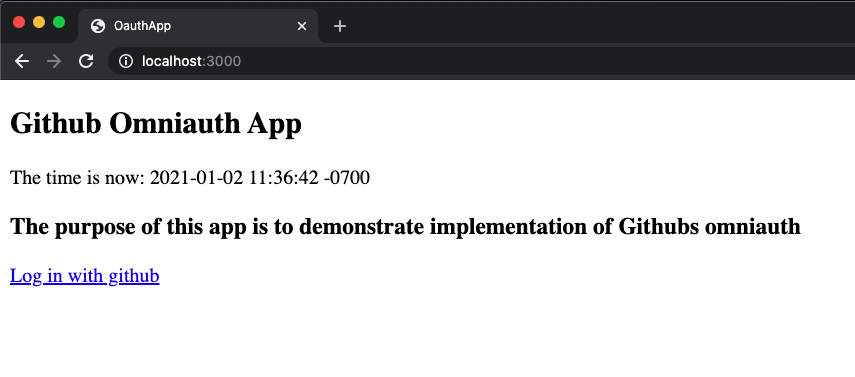 OauthApp
localhost:3000
Github Omniauth App
The time is now: 2021-01-02 11:36:42 -0700
The purpose of this app is to demonstrate implementation of Githubs omniauth
Log in with github